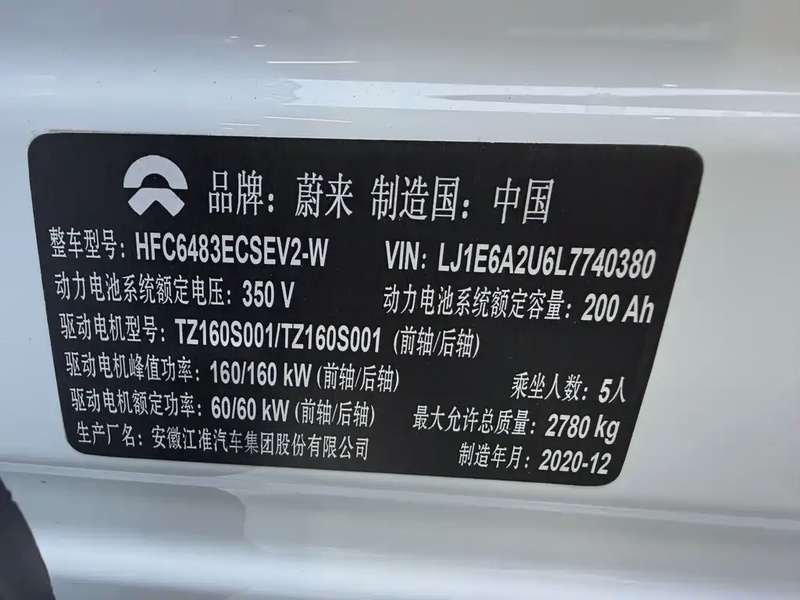 品牌：蔚来 制造国：中国
整车型号：HFC6483ECSEV2-W VIN：LJ1E6A2U6L7740380
动力电池系统额定电压：350 V 动力电池系统额定容量：200 Ah
驱动电机型号：TZ160S001/TZ160S001 (前轴/后轴)
驱动电机峰值功率：160/160 kW (前轴/后轴) 乘坐人数：5人
驱动电机额定功率：60/60 kW (前轴/后轴) 最大允许总质量：2780 kg
生产厂名：安徽江淮汽车集团股份有限公司 制造年月：2020-12